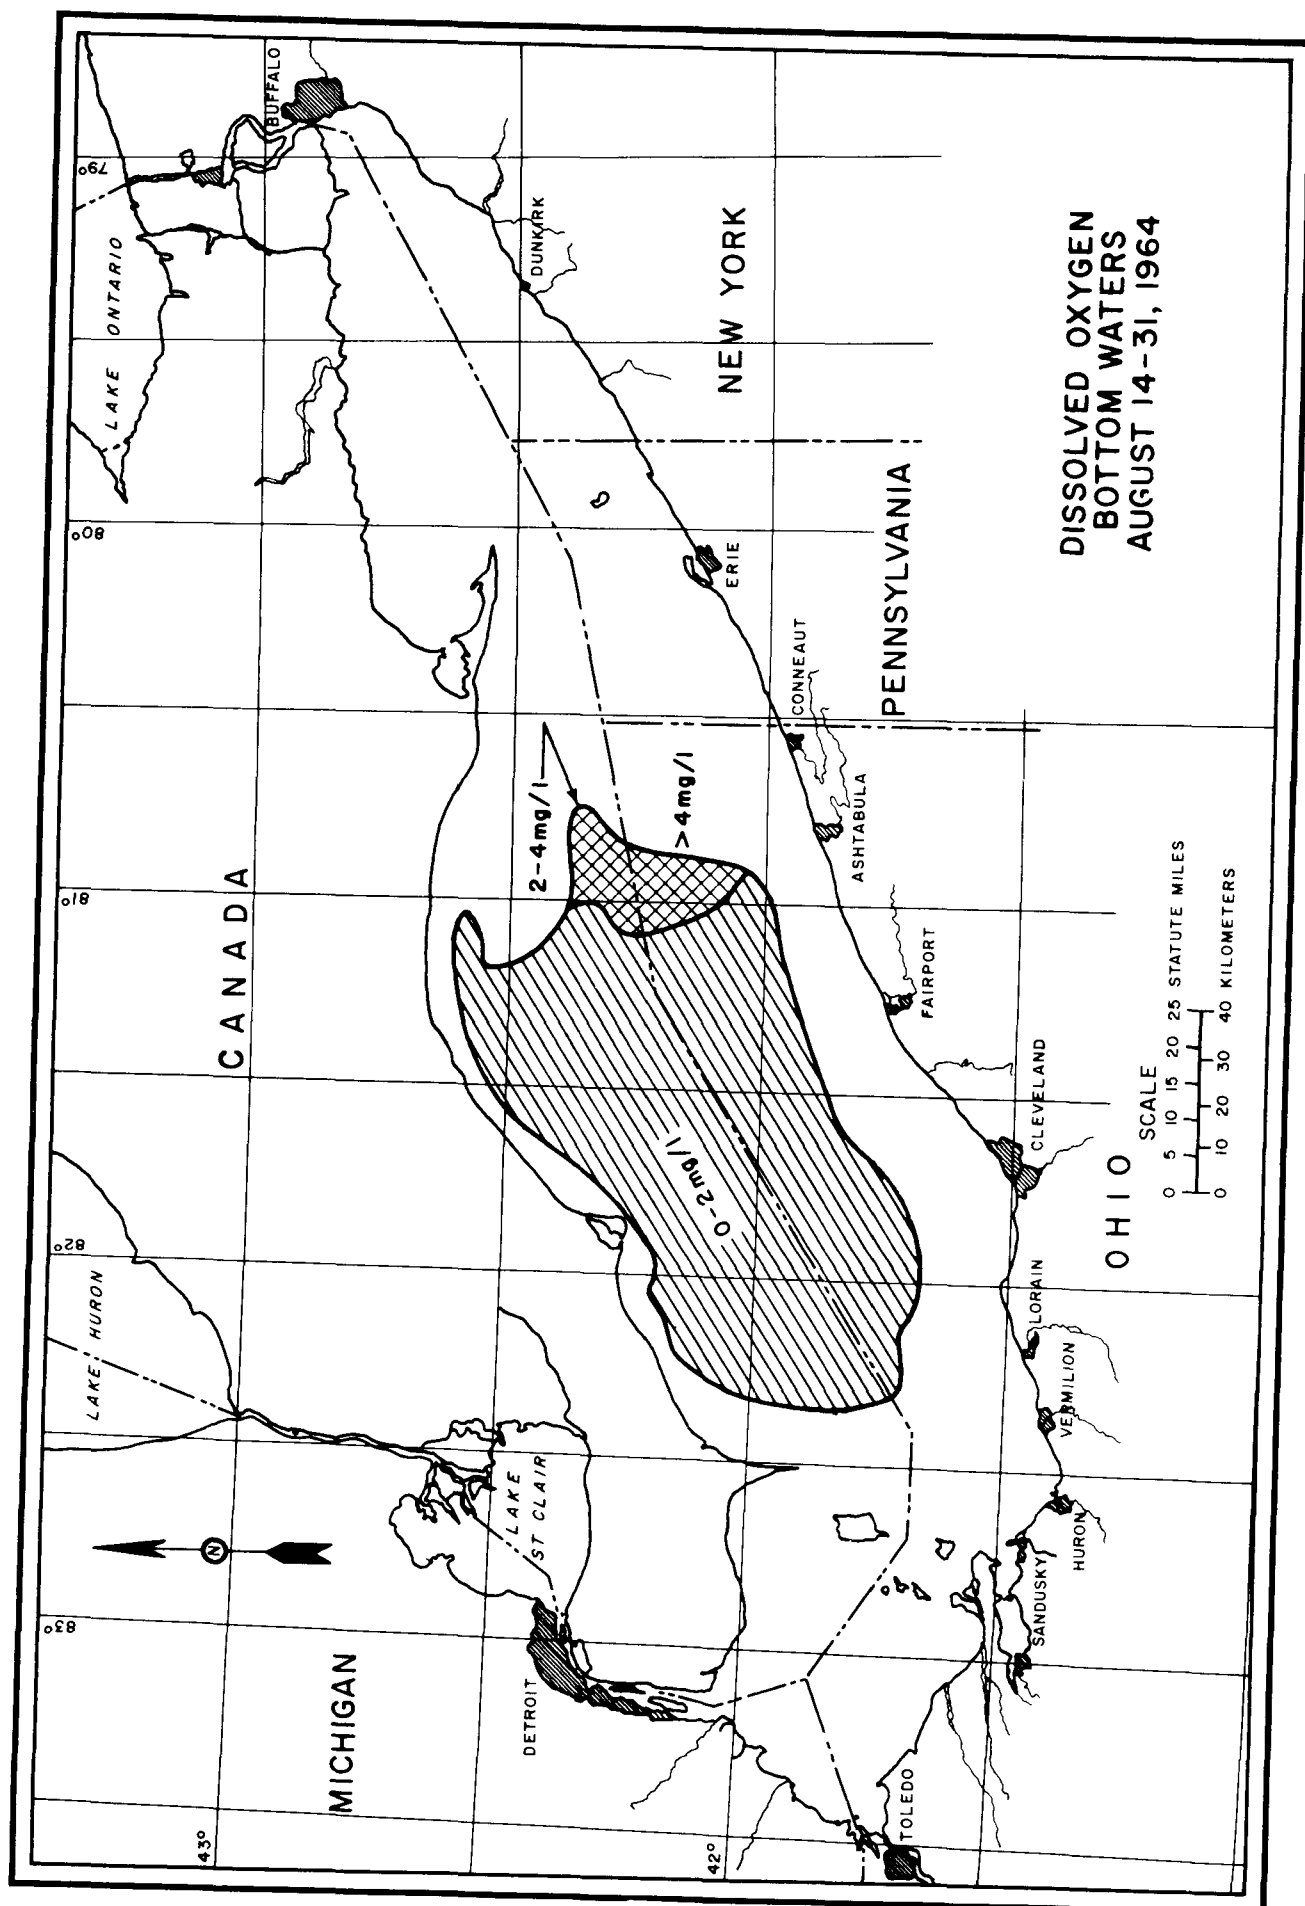 DISSOLVED OXYGEN
BOTTOM WATERS
AUGUST 14-31, 1964
LAKE HURON
LAKE ONTARIO
CANADA
MICHIGAN
LAKE
ST CLAIR
NEW YORK
PENNSYLVANIA
OHIO
BUFFALO
DUNKIRK
ERIE
CONNEAUT
ASHTABULA
FAIRPORT
CLEVELAND
LORAIN
VERMILION
HURON
SANDUSKY
TOLEDO
DETROIT
2-4mg/l
>4mg/l
0-2mg/l
N
83°
82°
81°
80°
79°
43°
42°
SCALE
0 5 10 15 20 25 STATUTE MILES
0 10 20 30 40 KILOMETERS